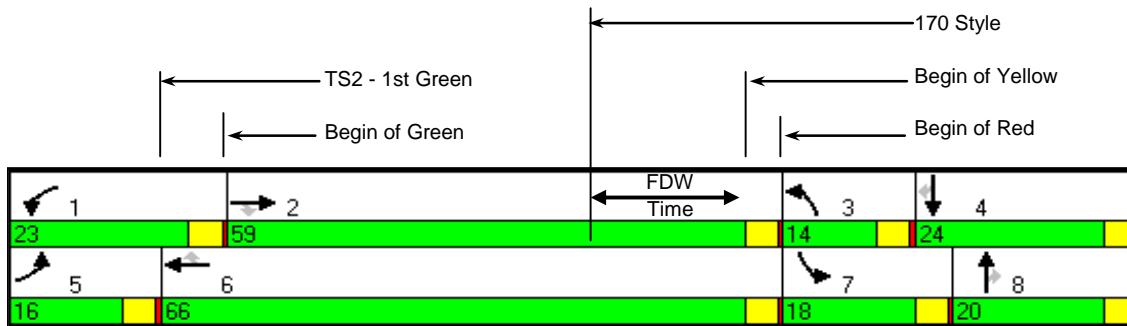 170 Style
TS2 - 1st Green
Begin of Yellow
Begin of Green
Begin of Red
1
2
FDW
Time
3
4
23
59
14
24
5
6
7
8
16
66
18
20